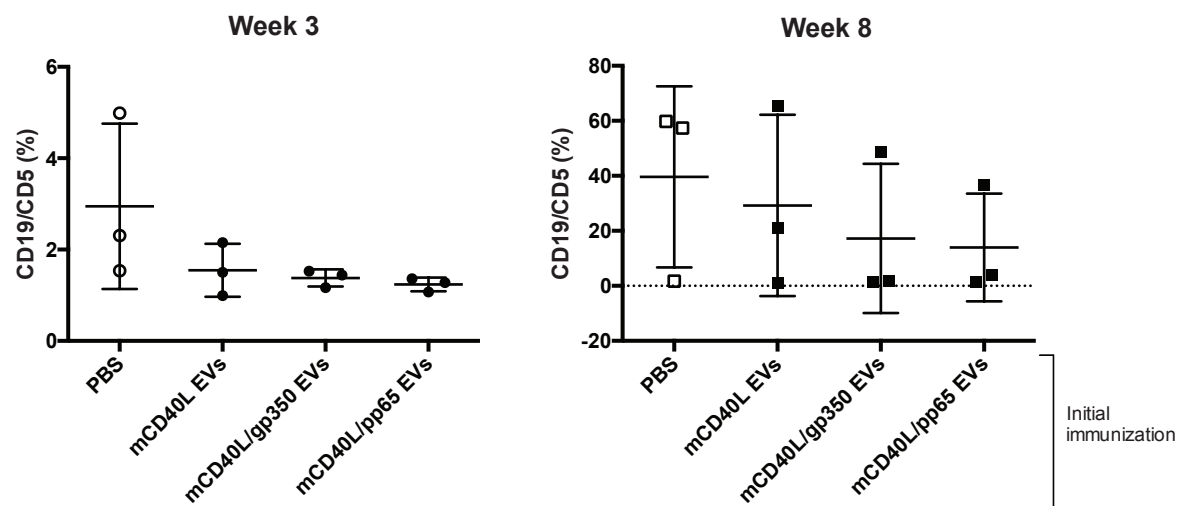 Week 3
CD19/CD5 (%)
6
4
2
0
PBS
mCD40L EVs
mCD40L/gp350 EVs
mCD40L/pp65 EVs
Week 8
CD19/CD5 (%)
80
60
40
20
0
-20
PBS
mCD40L EVs
mCD40L/gp350 EVs
mCD40L/pp65 EVs
Initial
immunization